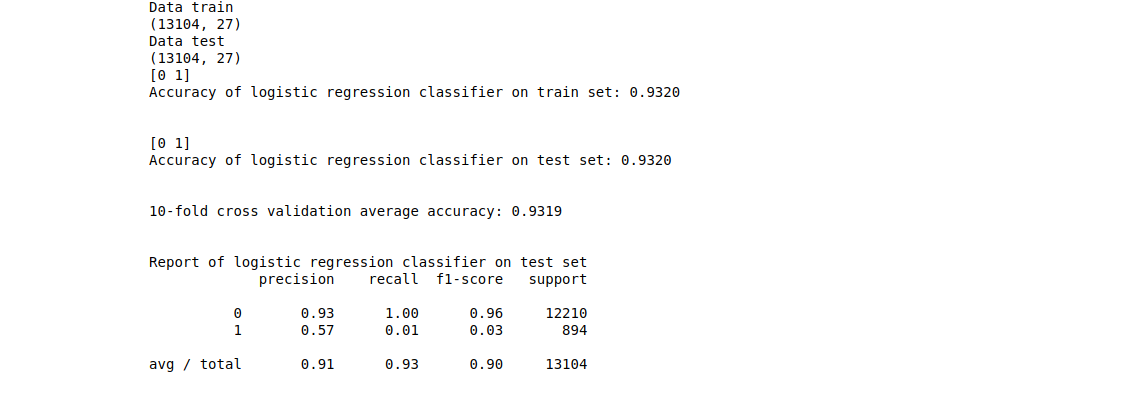 Data train
(13104, 27)
Data test
(13104, 27)
[0 1]
Accuracy of logistic regression classifier on train set: 0.9320
[0 1]
Accuracy of logistic regression classifier on test set: 0.9320
10-fold cross validation average accuracy: 0.9319
Report of logistic regression classifier on test set
precision recall f1-score support
0 0.93 1.00 0.96 12210
1 0.57 0.01 0.03 894
avg / total 0.91 0.93 0.90 13104